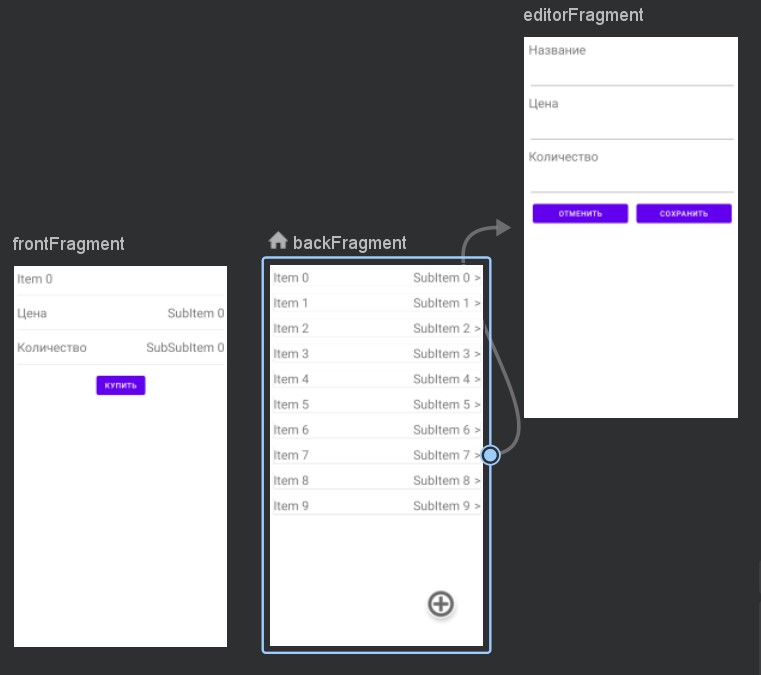 editorFragment
Название
Цена
Количество
ОТМЕНИТЬ СОХРАНИТЬ
frontFragment
Item 0
Цена SubItem 0
Количество SubSubItem 0
КУПИТЬ
backFragment
Item 0 SubItem 0 >
Item 1 SubItem 1 >
Item 2 SubItem 2 >
Item 3 SubItem 3 >
Item 4 SubItem 4 >
Item 5 SubItem 5 >
Item 6 SubItem 6 >
Item 7 SubItem 7 >
Item 8 SubItem 8 >
Item 9 SubItem 9 >